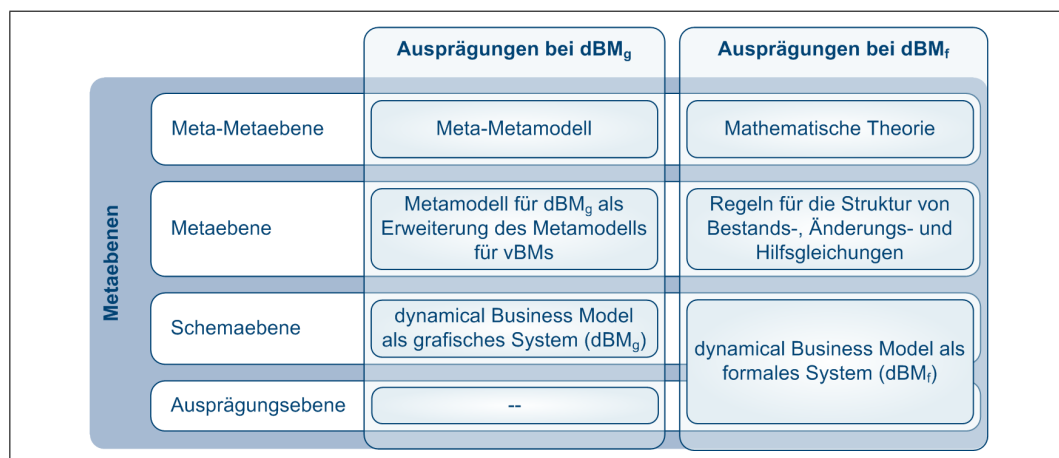 Ausprägungen bei dBMg
Ausprägungen bei dBMf
Metaebenen
Meta-Metaebene
Meta-Metamodell
Mathematische Theorie
Metaebene
Metamodell für dBMg als
Erweiterung des Metamodells
für vBMs
Regeln für die Struktur von
Bestands-, Änderungs- und
Hilfsgleichungen
Schemaebene
dynamical Business Model
als grafisches System (dBMg)
dynamical Business Model als
formales System (dBMf)
Ausprägungsebene
--